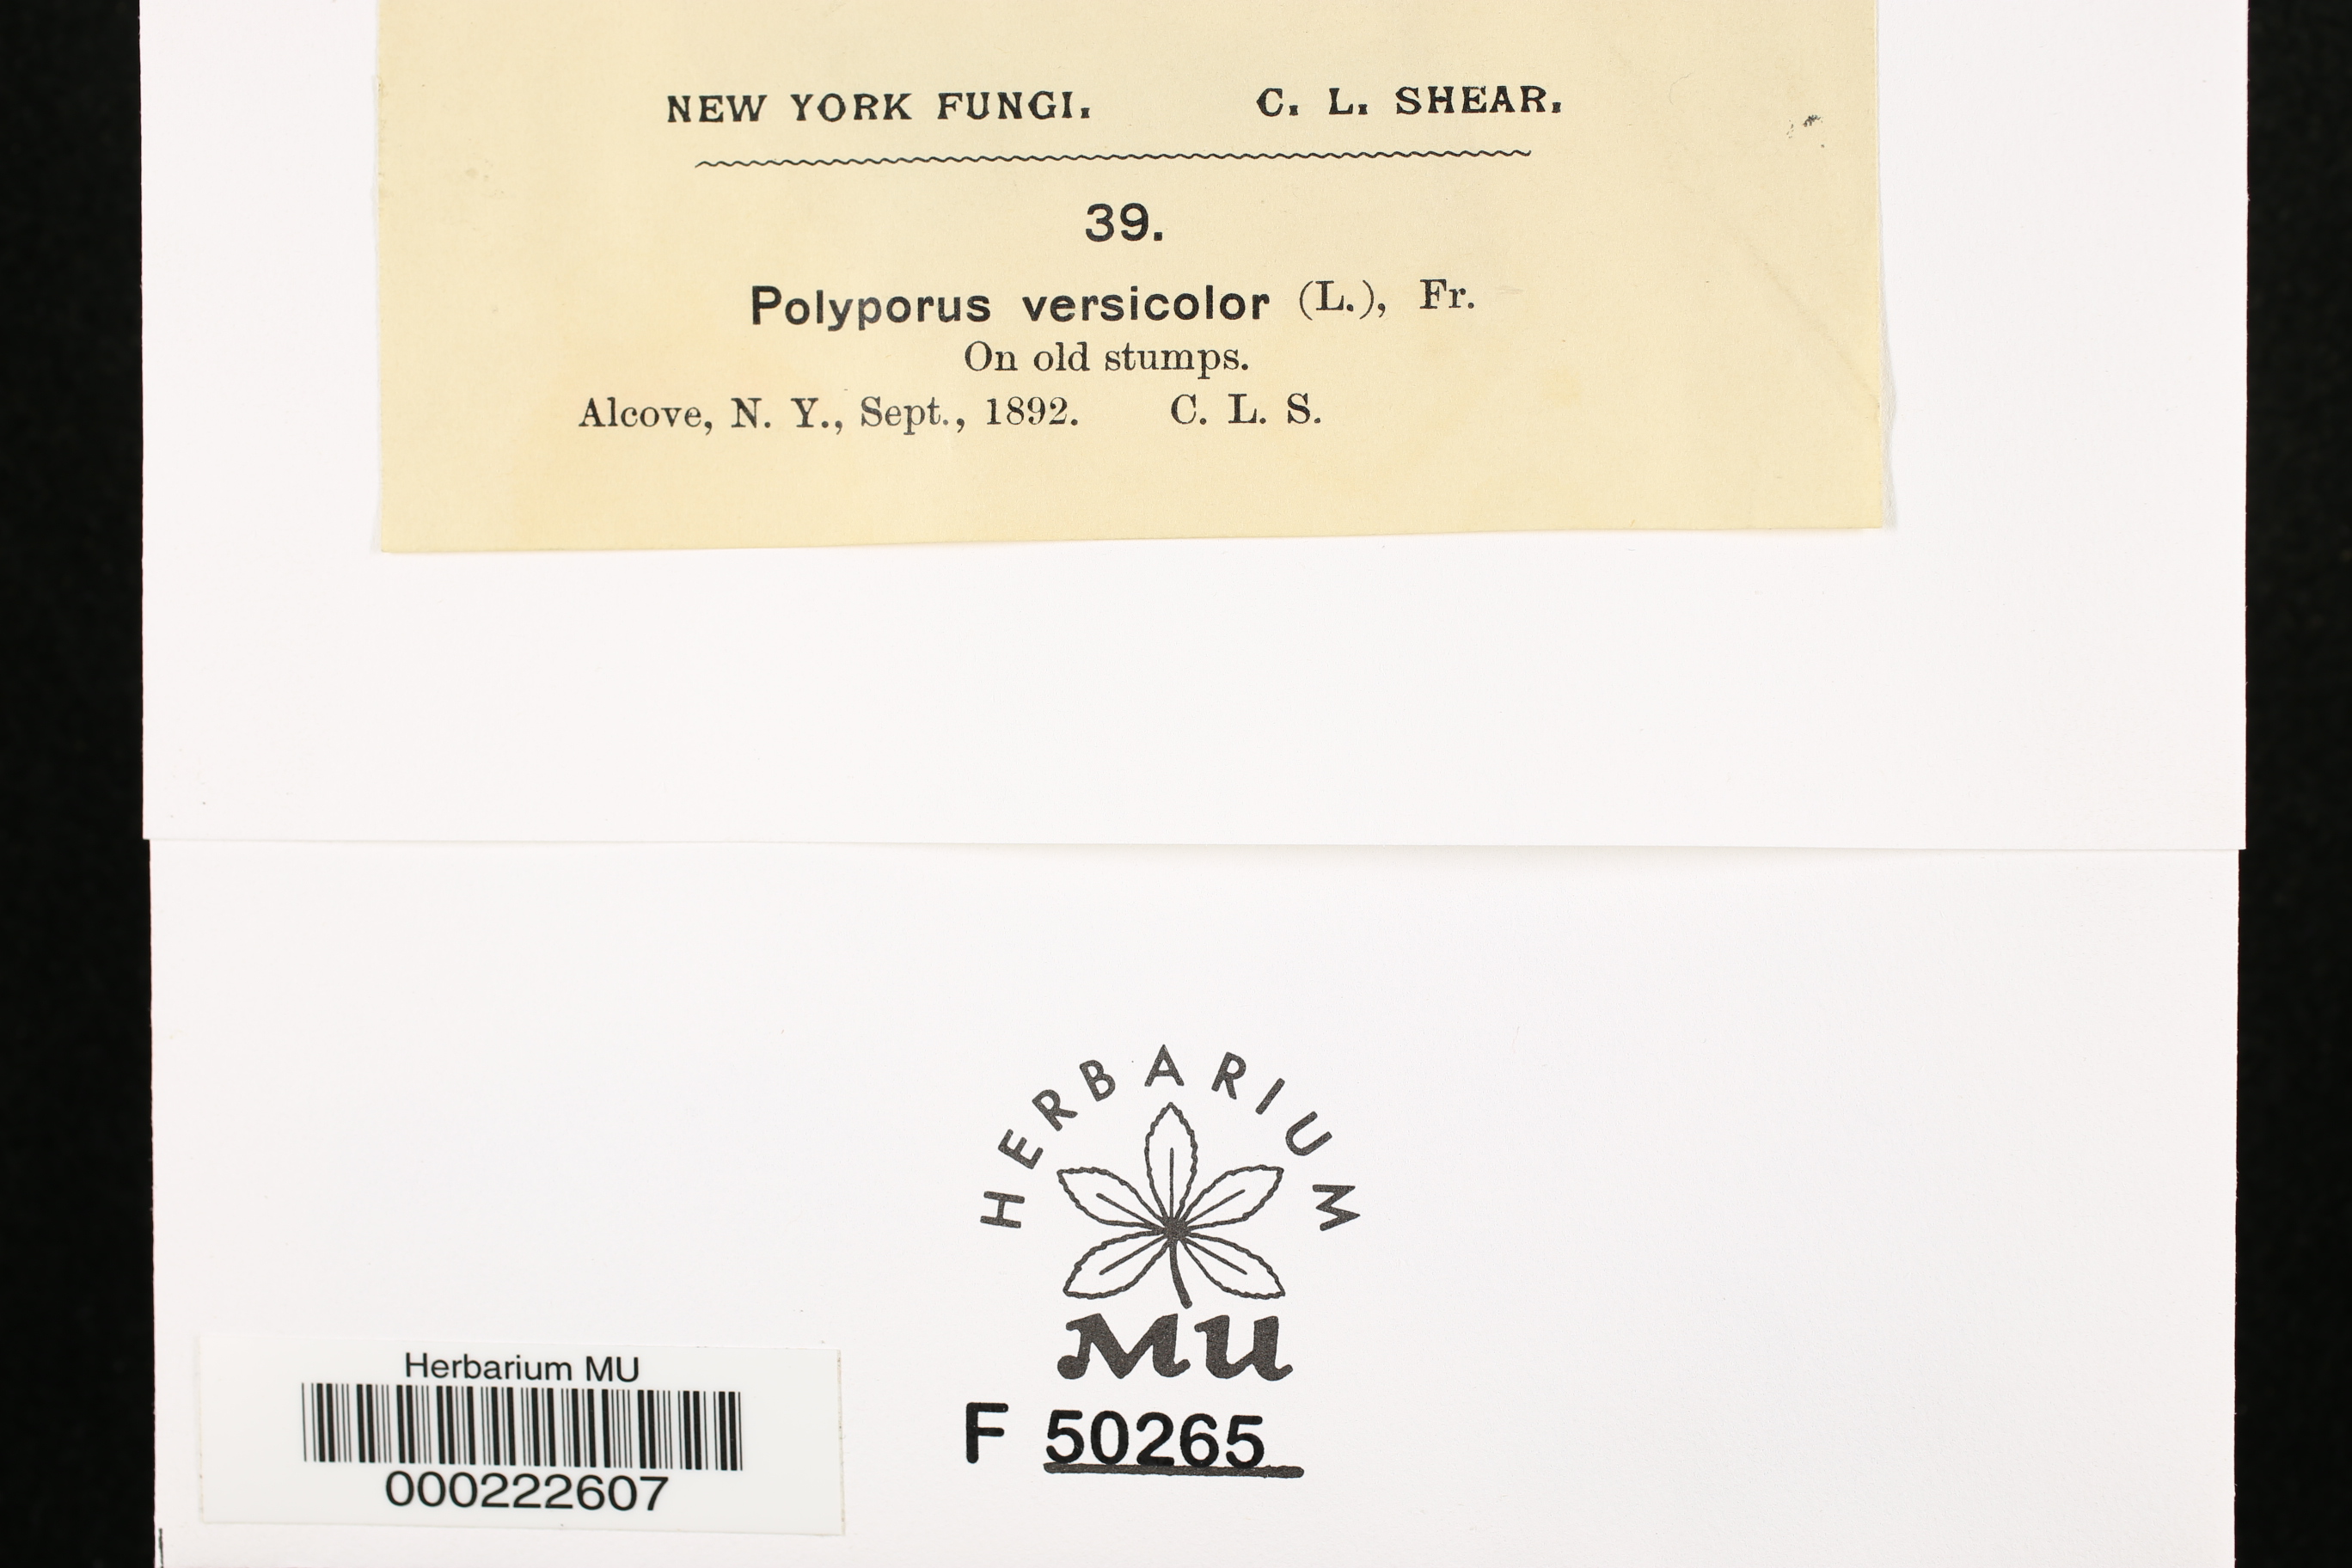 NEW YORK FUNGI. C. L. SHEAR.
39.
Polyporus versicolor (L.), Fr.
On old stumps.
Alcove, N. Y., Sept., 1892. C. L. S.
HERBARIUM
MU
F 50265
Herbarium MU
000222607